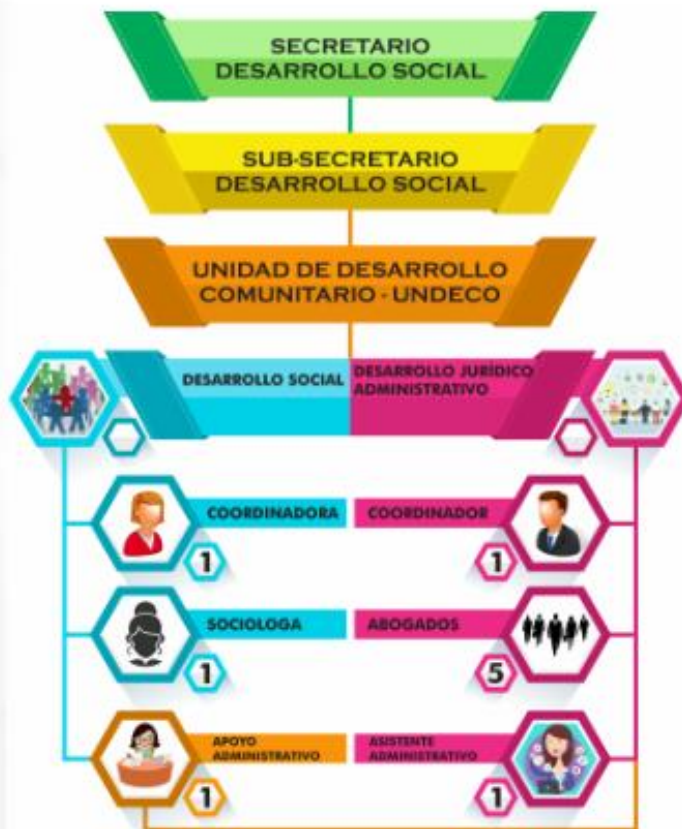 SECRETARIO
DESARROLLO SOCIAL
SUB-SECRETARIO
DESARROLLO SOCIAL
UNIDAD DE DESARROLLO
COMUNITARIO - UNDECO
DESARROLLO SOCIAL
DESARROLLO JURÍDICO
ADMINISTRATIVO
COORDINADORA
1
COORDINADOR
1
SOCIOLOGA
1
ABOGADOS
5
APOYO
ADMINISTRATIVO
1
ASISTENTE
ADMINISTRATIVO
1